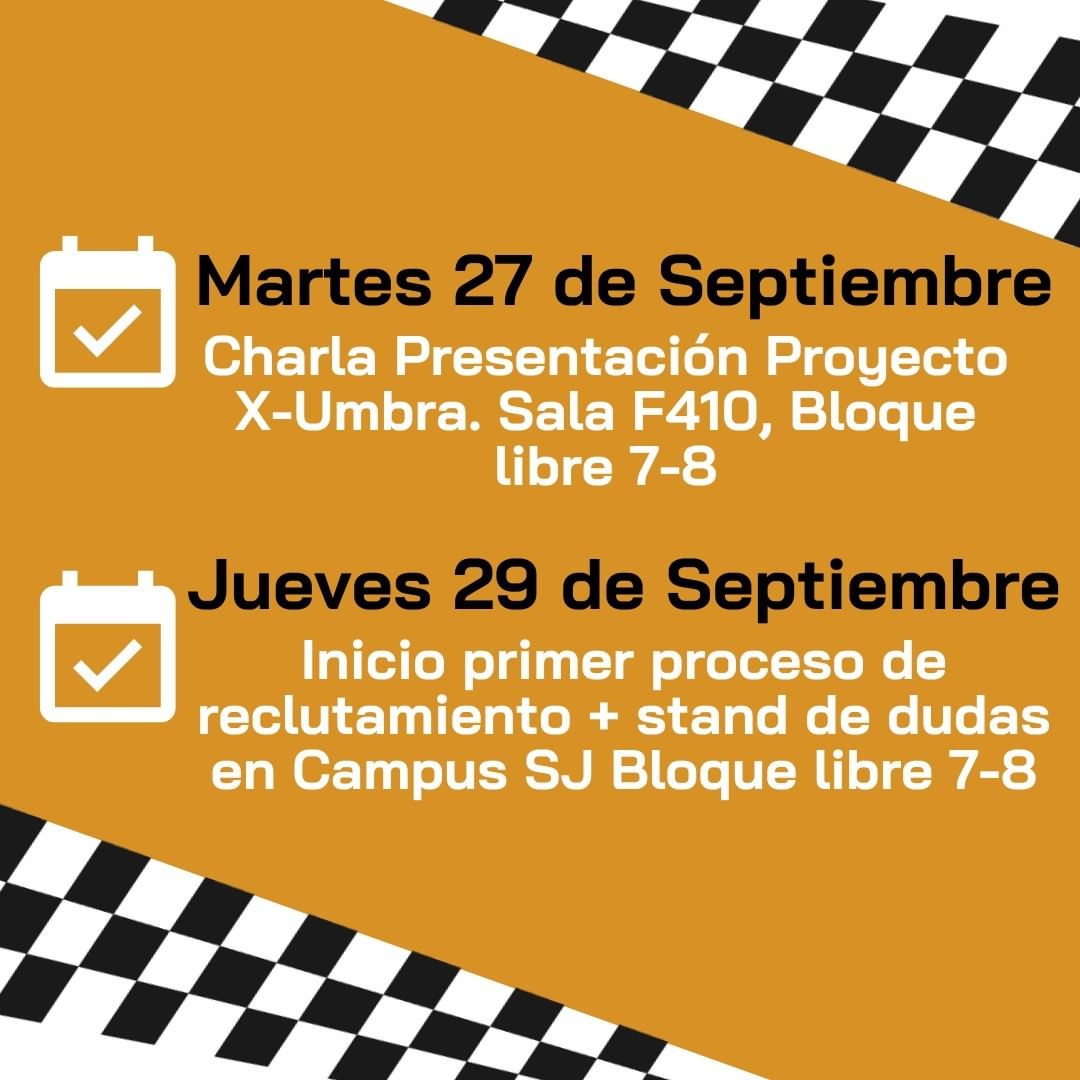 Martes 27 de Septiembre
Charla Presentación Proyecto
X-Umbra. Sala F410, Bloque
libre 7-8
Jueves 29 de Septiembre
Inicio primer proceso de
reclutamiento + stand de dudas
en Campus SJ Bloque libre 7-8